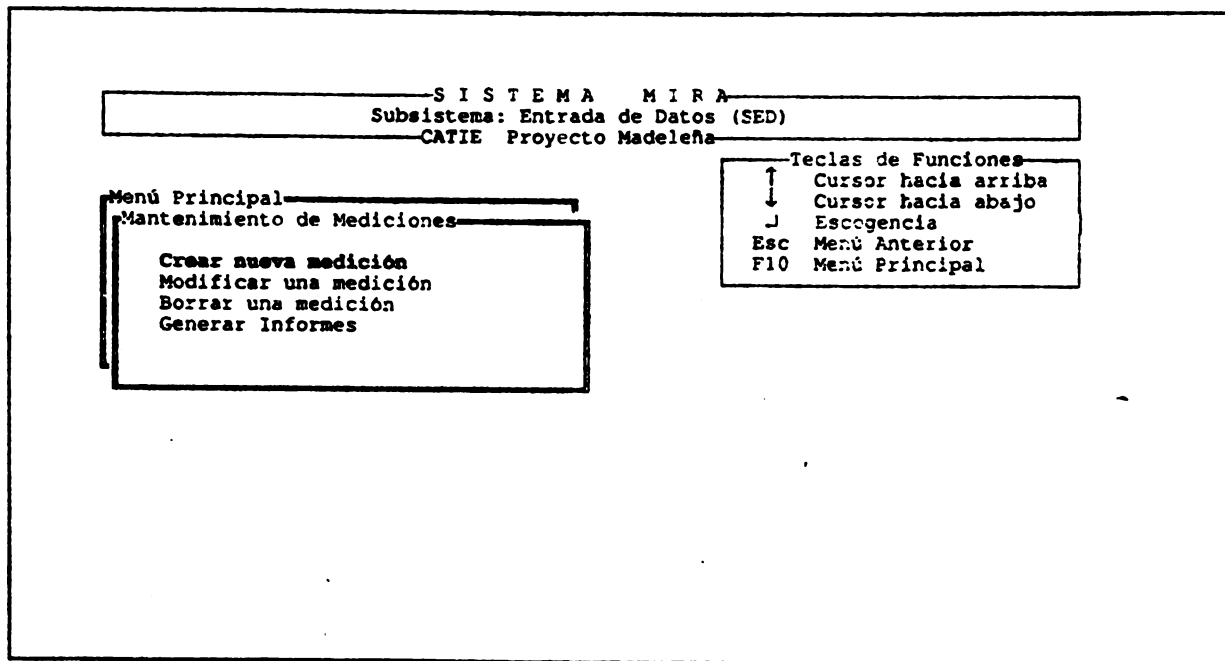 S I S T E M A M I R A
Subsistema: Entrada de Datos (SED)
CATIE Proyecto Madeleña
Teclas de Funciones
↑ Cursor hacia arriba
↓ Cursor hacia abajo
┘ Escogencia
Esc Menú Anterior
F10 Menú Principal
Menú Principal
Mantenimiento de Mediciones
Crear nueva medición
Modificar una medición
Borrar una medición
Generar Informes